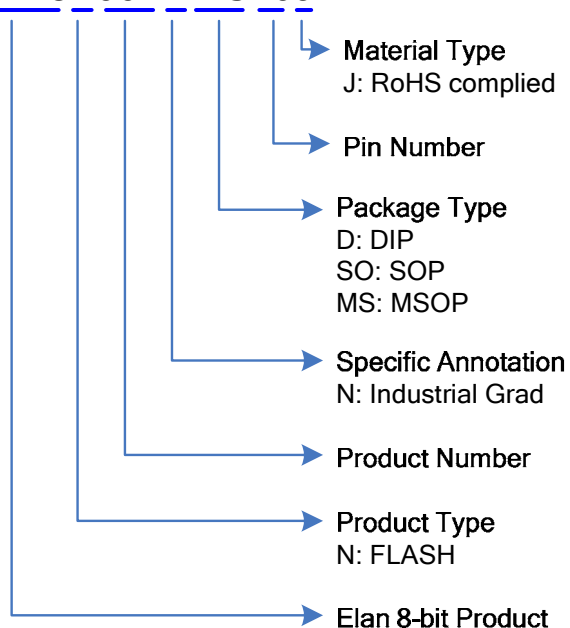 Material Type
J: RoHS complied
Pin Number
Package Type
D: DIP
SO: SOP
MS: MSOP
Specific Annotation
N: Industrial Grad
Product Number
Product Type
N: FLASH
Elan 8-bit Product